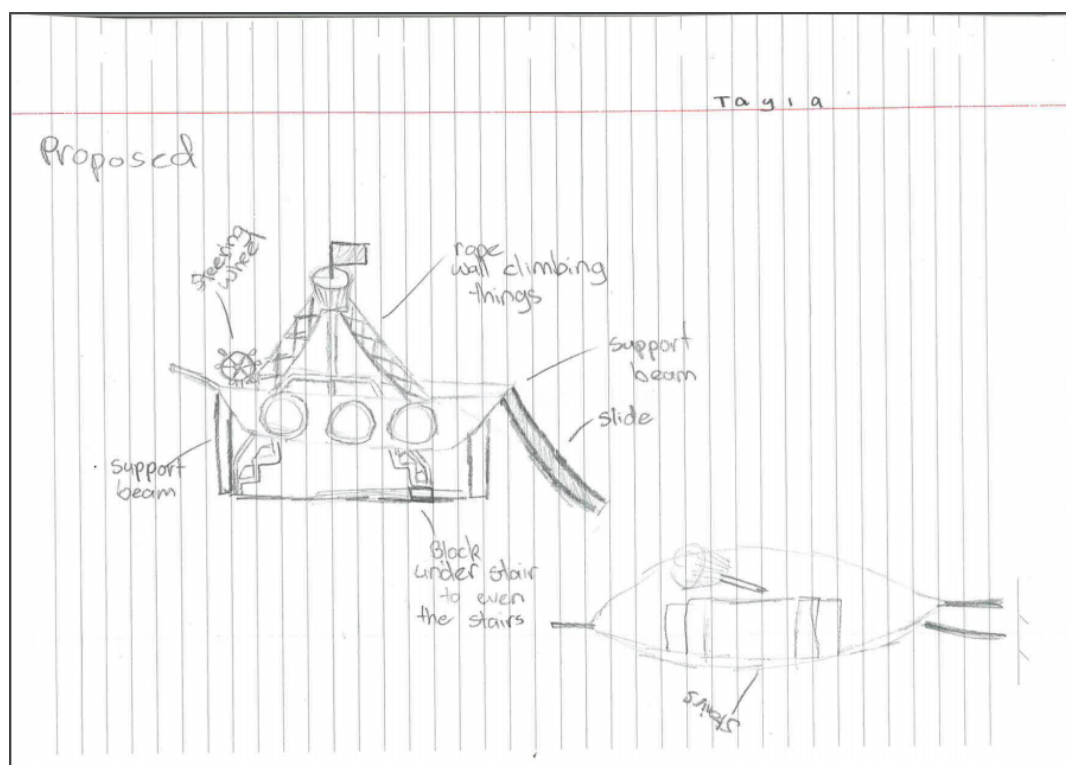 Tayla
Proposed
Steering
wheel
rope
wall climbing
things
support
beam
slide
support
beam
Block
under stair
to even
the stairs
Stairs